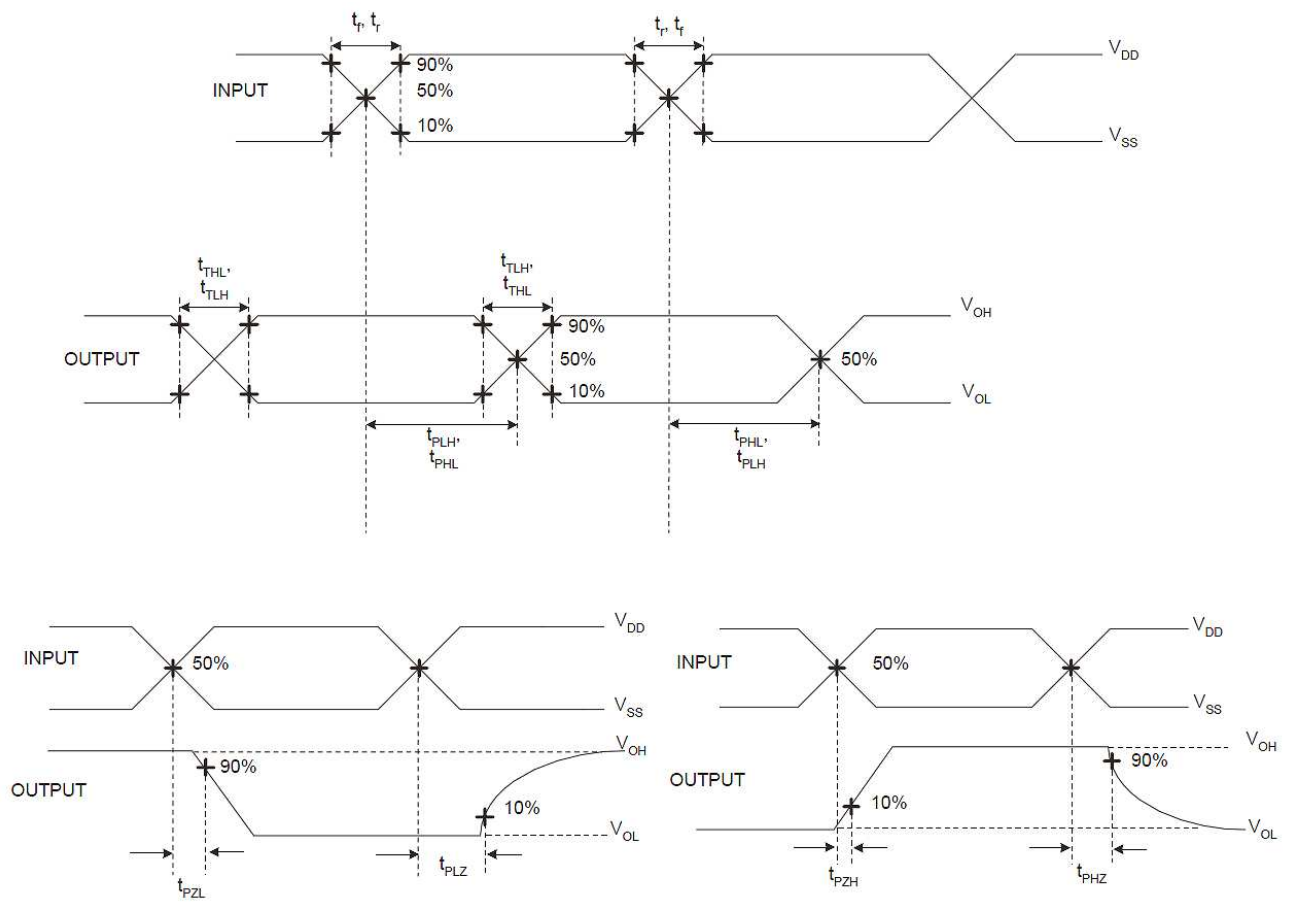 tf, tr
tr, tf
VDD
90%
INPUT
50%
10%
VSS
tTHL,
tTLH
tTLH,
tTHL
VOH
90%
OUTPUT
50%
50%
10%
VOL
tPLH,
tPHL
tPHL,
tPLH
VDD
INPUT
50%
VSS
VOH
90%
OUTPUT
10%
VOL
tPZL
tPLZ
VDD
INPUT
50%
VSS
VOH
90%
OUTPUT
10%
VOL
tPZH
tPHZ